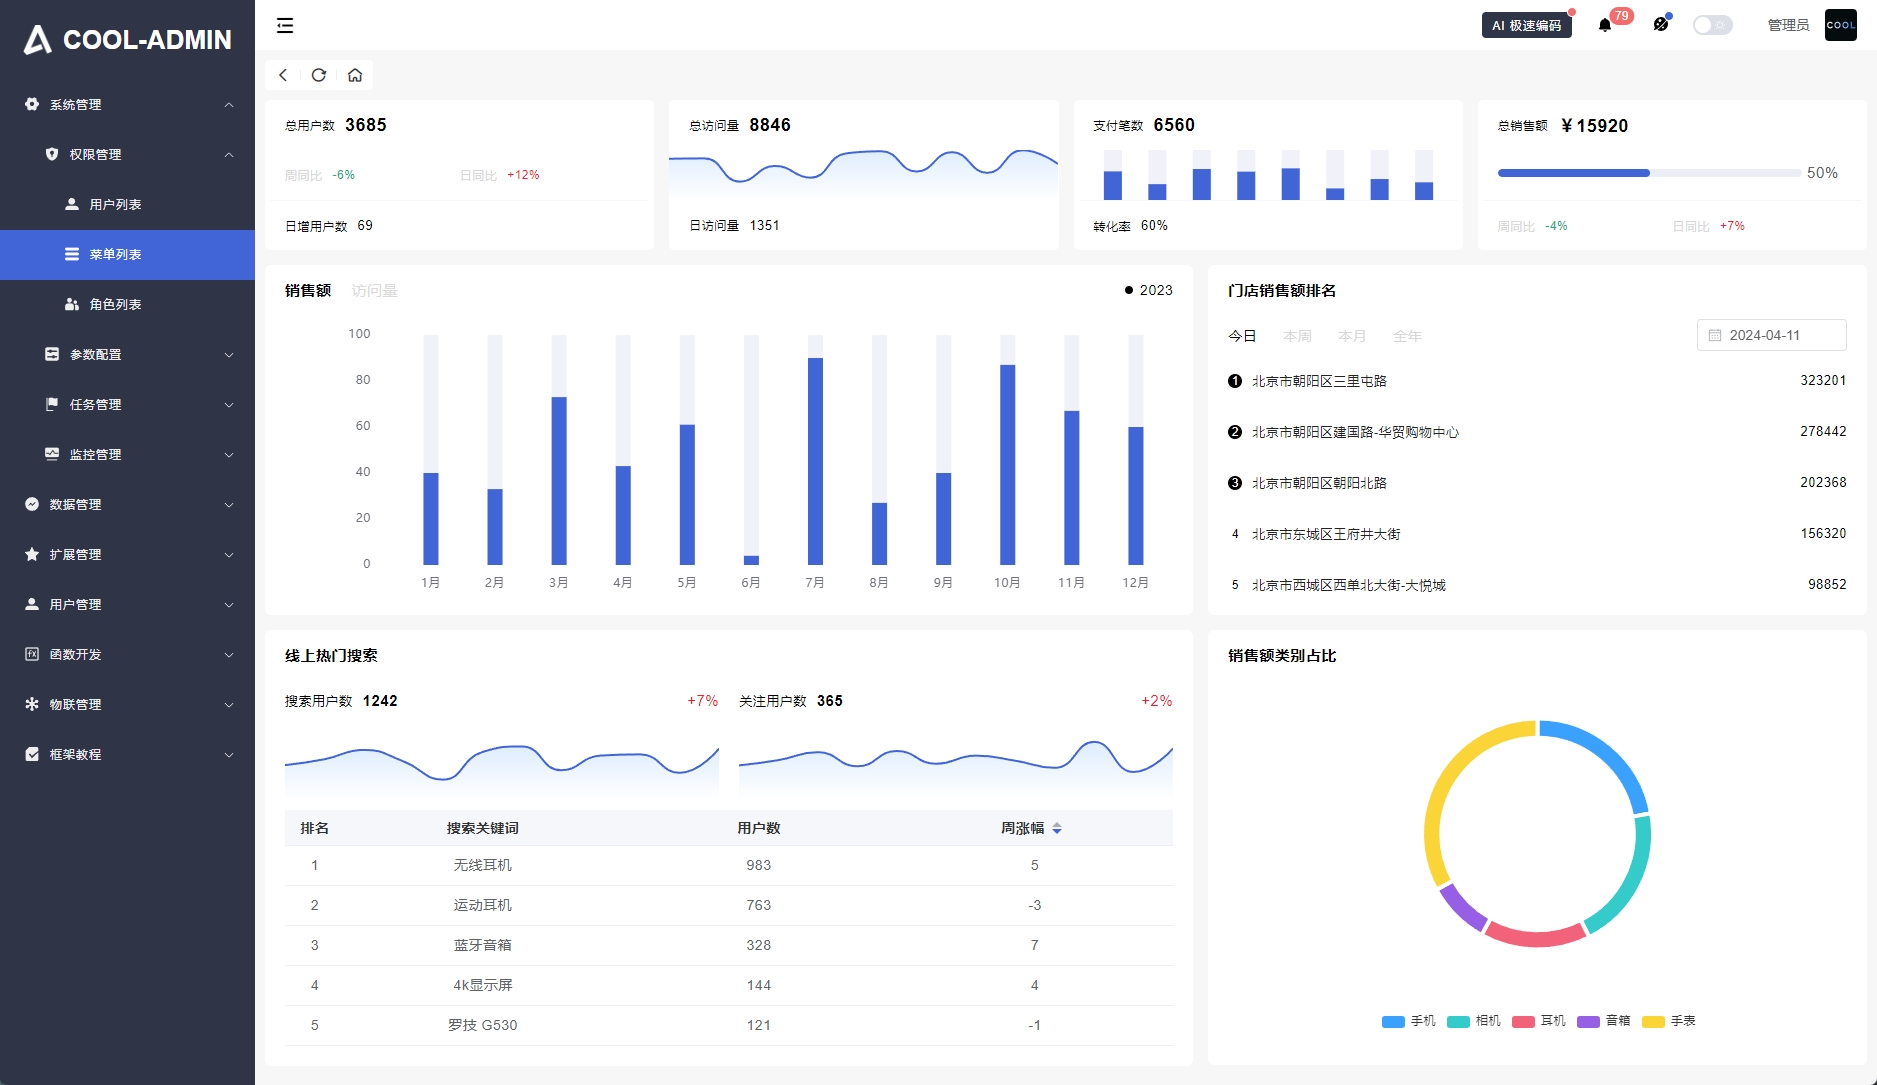 COOL-ADMIN
系统管理
权限管理
用户列表
菜单列表
角色列表
参数配置
任务管理
监控管理
数据管理
扩展管理
用户管理
函数开发
物联管理
框架教程
AI 极速编码
79
管理员
COOL
总用户数 3685
周同比 -6% 日同比 +12%
日增用户数 69
总访问量 8846
日访问量 1351
支付笔数 6560
转化率 60%
总销售额 ¥15920
50%
周同比 -4% 日同比 +7%
销售额 访问量
2023
100
80
60
40
20
0
1月 2月 3月 4月 5月 6月 7月 8月 9月 10月 11月 12月
门店销售额排名
今日 本周 本月 全年
2024-04-11
1 北京市朝阳区三里屯路 323201
2 北京市朝阳区建国路-华贸购物中心 278442
3 北京市朝阳区朝阳北路 202368
4 北京市东城区王府井大街 156320
5 北京市西城区西单北大街-大悦城 98852
线上热门搜索
搜索用户数 1242 +7%
关注用户数 365 +2%
排名 搜索关键词 用户数 周涨幅
1 无线耳机 983 5
2 运动耳机 763 -3
3 蓝牙音箱 328 7
4 4k显示屏 144 4
5 罗技 G530 121 -1
销售额类别占比
手机 相机 耳机 音箱 手表